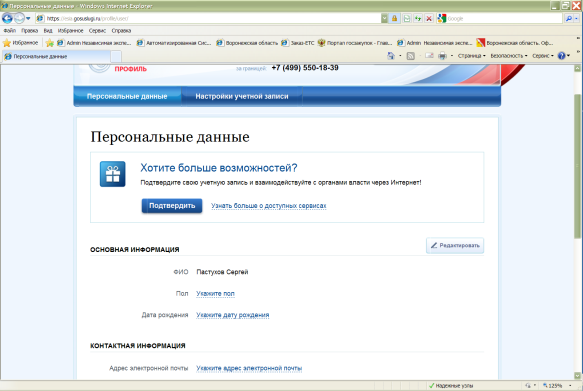 Персональные данные - Windows Internet Explorer
https://esia.gosuslugi.ru/profile/user/
Google
Файл Правка Вид Избранное Сервис Справка
Избранное Admin Независимая экспе... Автоматизированная Сис... Воронежская область Заказ-ЕТС Портал госзакупок - Глав... Admin Независимая экспе... Воронежская область. Оф...
Персональные данные
Страница Безопасность Сервис
ПРОФИЛЬ
за границей: +7 (499) 550-18-39
Персональные данные Настройки учетной записи
Персональные данные
Хотите больше возможностей?
Подтвердите свою учетную запись и взаимодействуйте с органами власти через Интернет!
Подтвердить Узнать больше о доступных сервисах
Редактировать
ОСНОВНАЯ ИНФОРМАЦИЯ
ФИО Пастухов Сергей
Пол Укажите пол
Дата рождения Укажите дату рождения
КОНТАКТНАЯ ИНФОРМАЦИЯ
Адрес электронной почты Укажите адрес электронной почты
Надежные узлы
125%